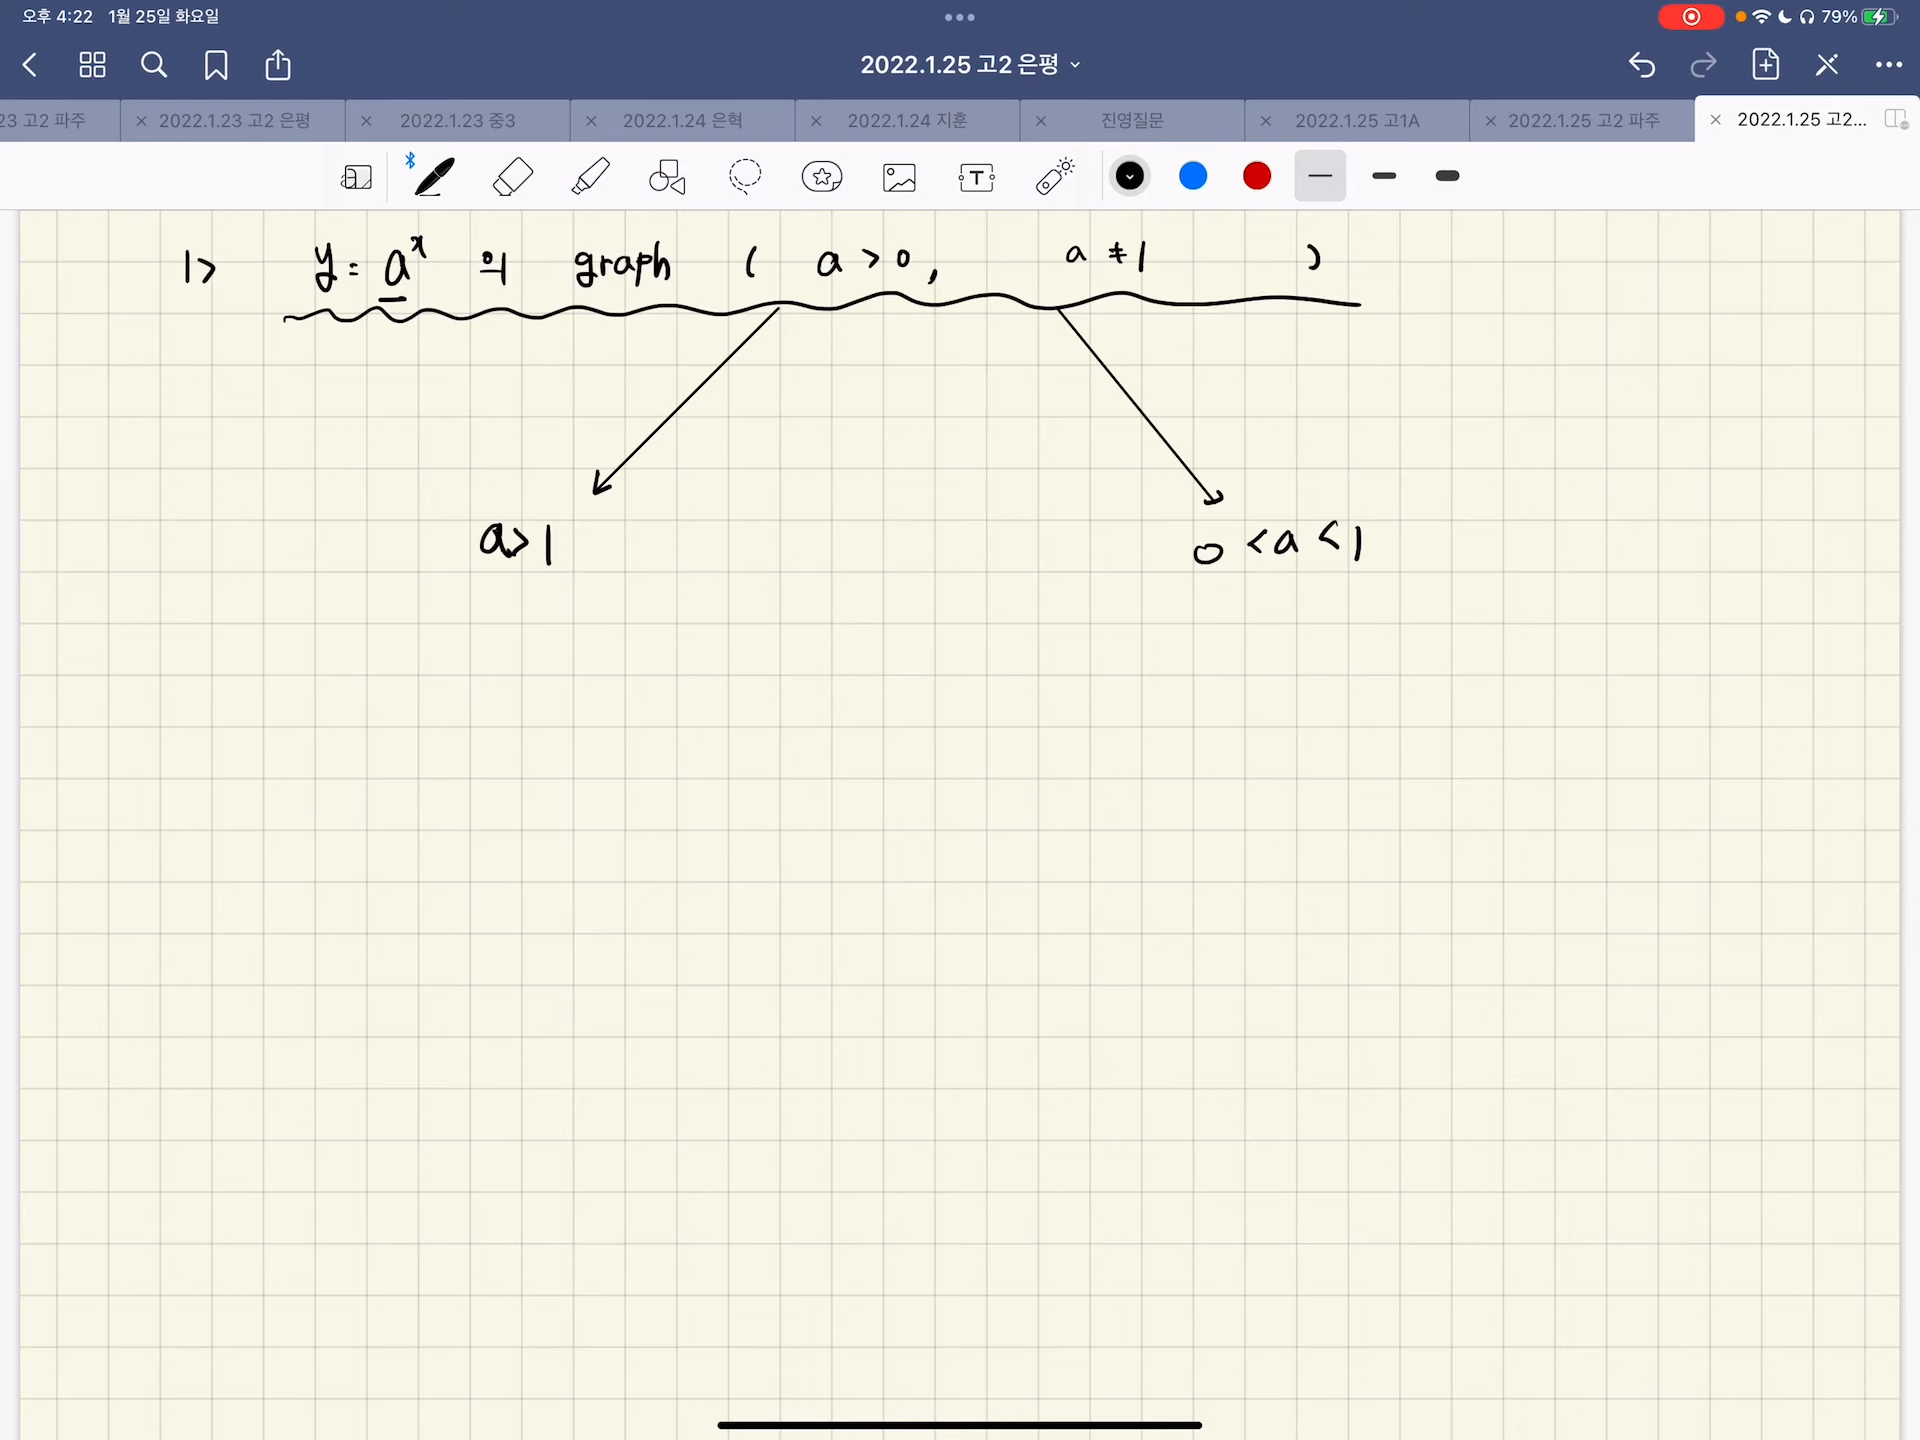 오후 4:22 1월 25일 화요일
79%
2022.1.25 고2 은평
23 고2 파주
2022.1.23 고2 은평
2022.1.23 중3
2022.1.24 은혁
2022.1.24 지훈
진영질문
2022.1.25 고1A
2022.1.25 고2 파주
2022.1.25 고2...
1> y = a^x 의 graph ( a > 0, a ≠ 1 )
a > 1
0 < a < 1